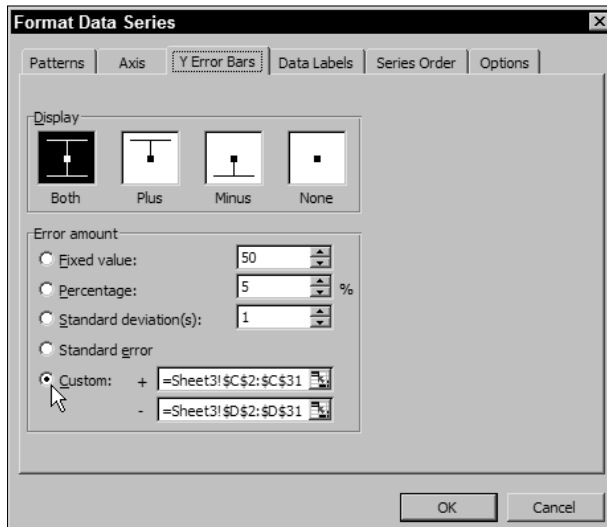 Format Data Series
Patterns Axis Y Error Bars Data Labels Series Order Options
Display
Both Plus Minus None
Error amount
Fixed value: 50
Percentage: 5 %
Standard deviation(s): 1
Standard error
Custom: + =Sheet3!$C$2:$C$31
- =Sheet3!$D$2:$D$31
OK Cancel